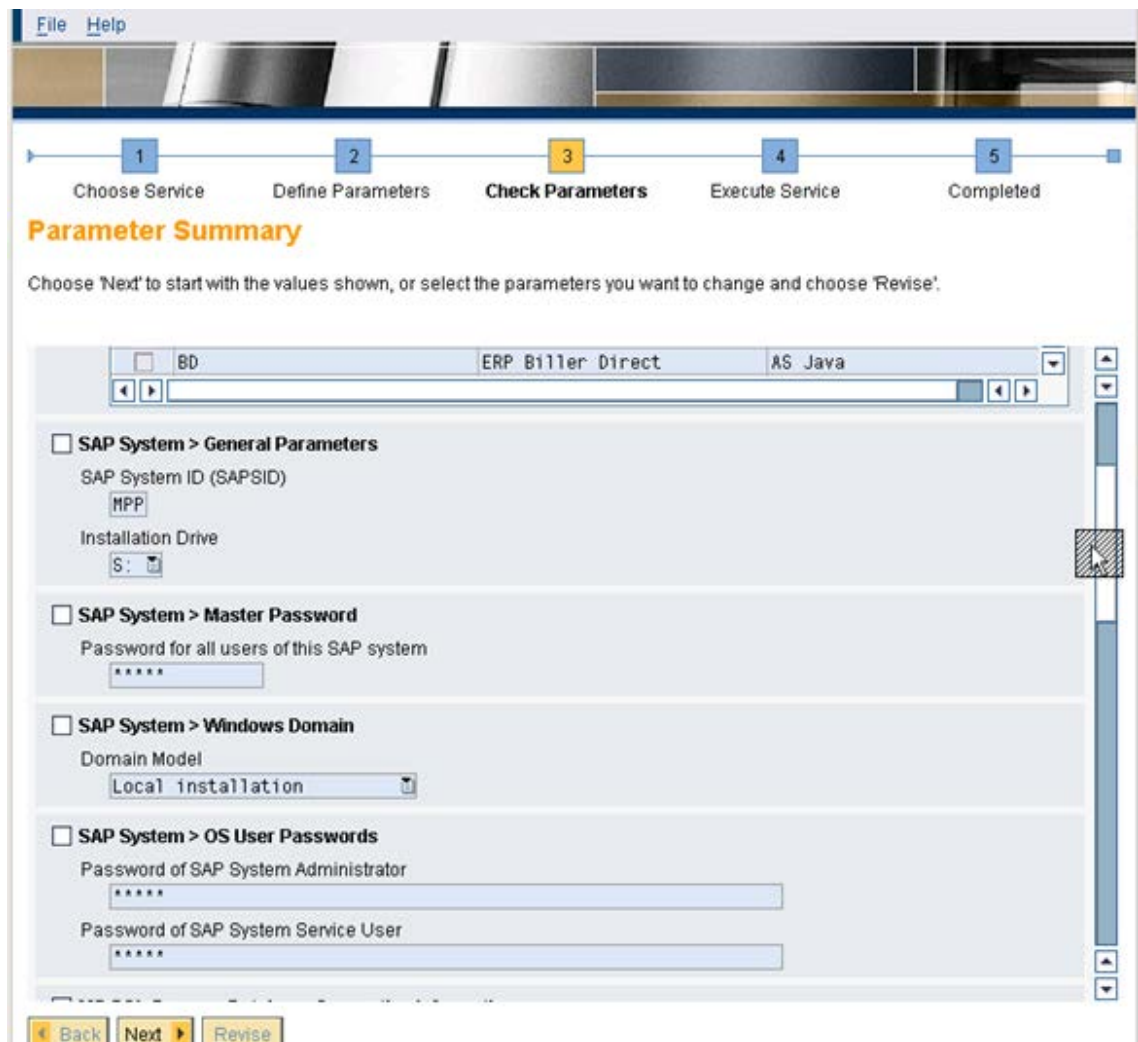 File Help
1 2 3 4 5
Choose Service Define Parameters Check Parameters Execute Service Completed
Parameter Summary
Choose 'Next' to start with the values shown, or select the parameters you want to change and choose 'Revise'.
BD ERP Biller Direct AS Java
SAP System > General Parameters
SAP System ID (SAPSID)
MPP
Installation Drive
S:
SAP System > Master Password
Password for all users of this SAP system
*****
SAP System > Windows Domain
Domain Model
Local installation
SAP System > OS User Passwords
Password of SAP System Administrator
*****
Password of SAP System Service User
*****
Back Next Revise